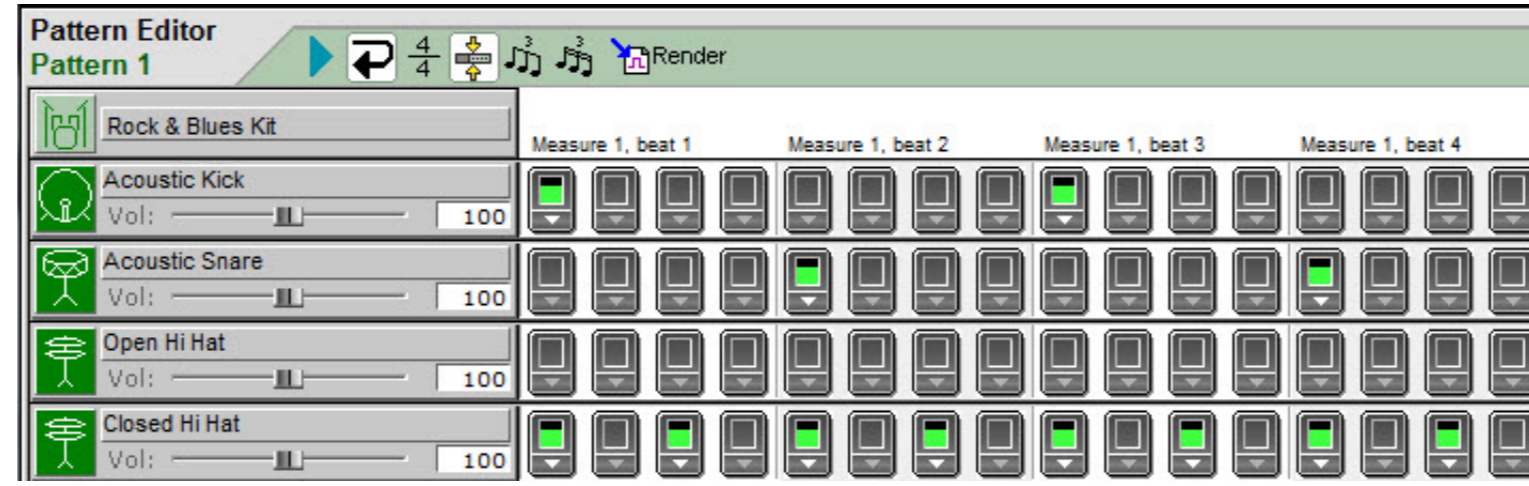 Pattern Editor
Pattern 1
4
4
3
3
Render
Rock & Blues Kit
Measure 1, beat 1
Measure 1, beat 2
Measure 1, beat 3
Measure 1, beat 4
Acoustic Kick
Vol:
100
Acoustic Snare
Vol:
100
Open Hi Hat
Vol:
100
Closed Hi Hat
Vol:
100